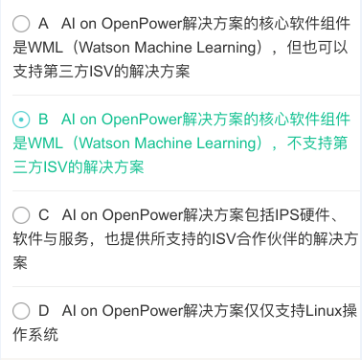 A AI on OpenPower解决方案的核心软件组件
是WML（Watson Machine Learning），但也可以
支持第三方ISV的解决方案
B AI on OpenPower解决方案的核心软件组件
是WML（Watson Machine Learning），不支持第
三方ISV的解决方案
C AI on OpenPower解决方案包括IPS硬件、
软件与服务，也提供所支持的ISV合作伙伴的解决方
案
D AI on OpenPower解决方案仅仅支持Linux操
作系统